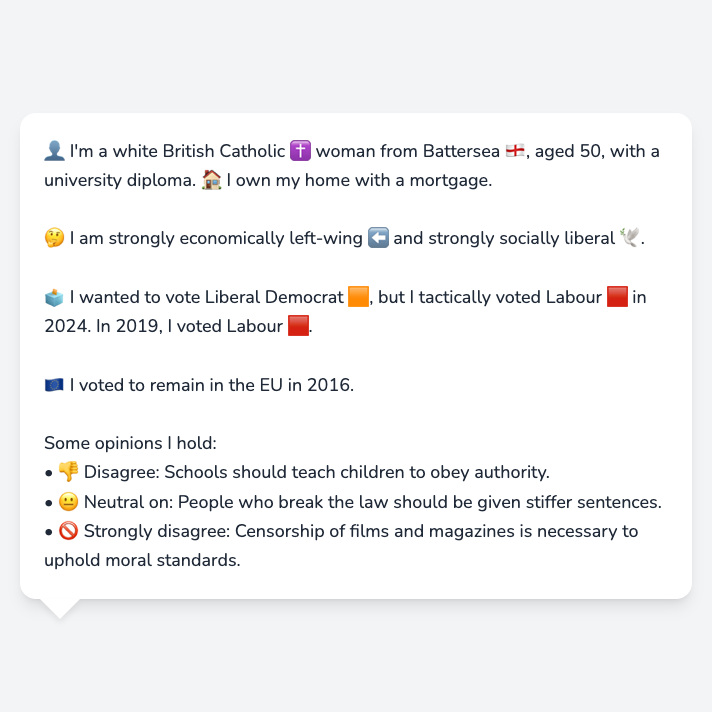 👤 I'm a white British Catholic ✝️ woman from Battersea 🏴󠁧󠁢󠁥󠁮󠁧󠁿, aged 50, with a
university diploma. 🏠 I own my home with a mortgage.
🤔 I am strongly economically left-wing ⬅️ and strongly socially liberal 🕊️.
🗳️ I wanted to vote Liberal Democrat 🟧, but I tactically voted Labour 🟥 in
2024. In 2019, I voted Labour 🟥.
🇪🇺 I voted to remain in the EU in 2016.
Some opinions I hold:
• 👎 Disagree: Schools should teach children to obey authority.
• 😐 Neutral on: People who break the law should be given stiffer sentences.
• 🚫 Strongly disagree: Censorship of films and magazines is necessary to
uphold moral standards.